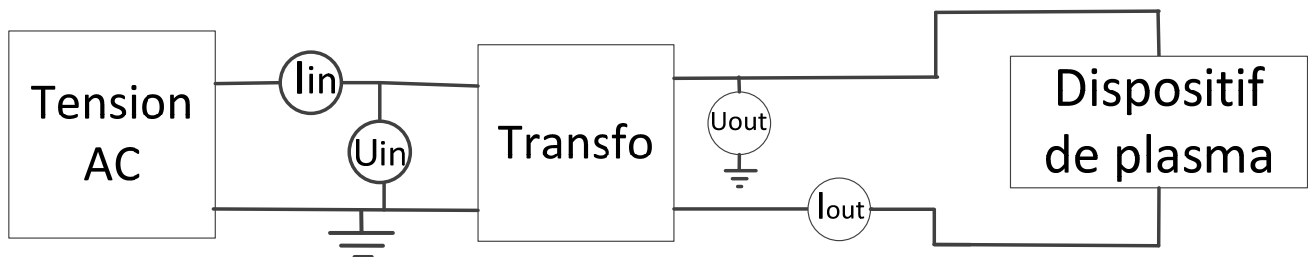 Tension
AC
Iin
Uin
Transfo
Uout
Iout
Dispositif
de plasma